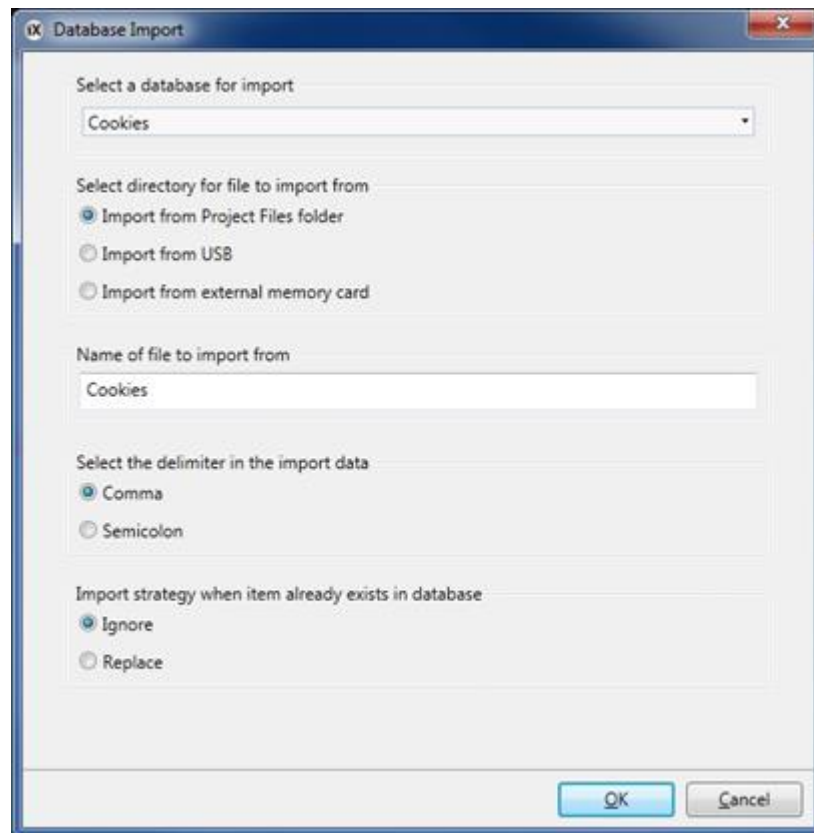 iX Database Import
Select a database for import
Cookies
Select directory for file to import from
Import from Project Files folder
Import from USB
Import from external memory card
Name of file to import from
Cookies
Select the delimiter in the import data
Comma
Semicolon
Import strategy when item already exists in database
Ignore
Replace
OK Cancel